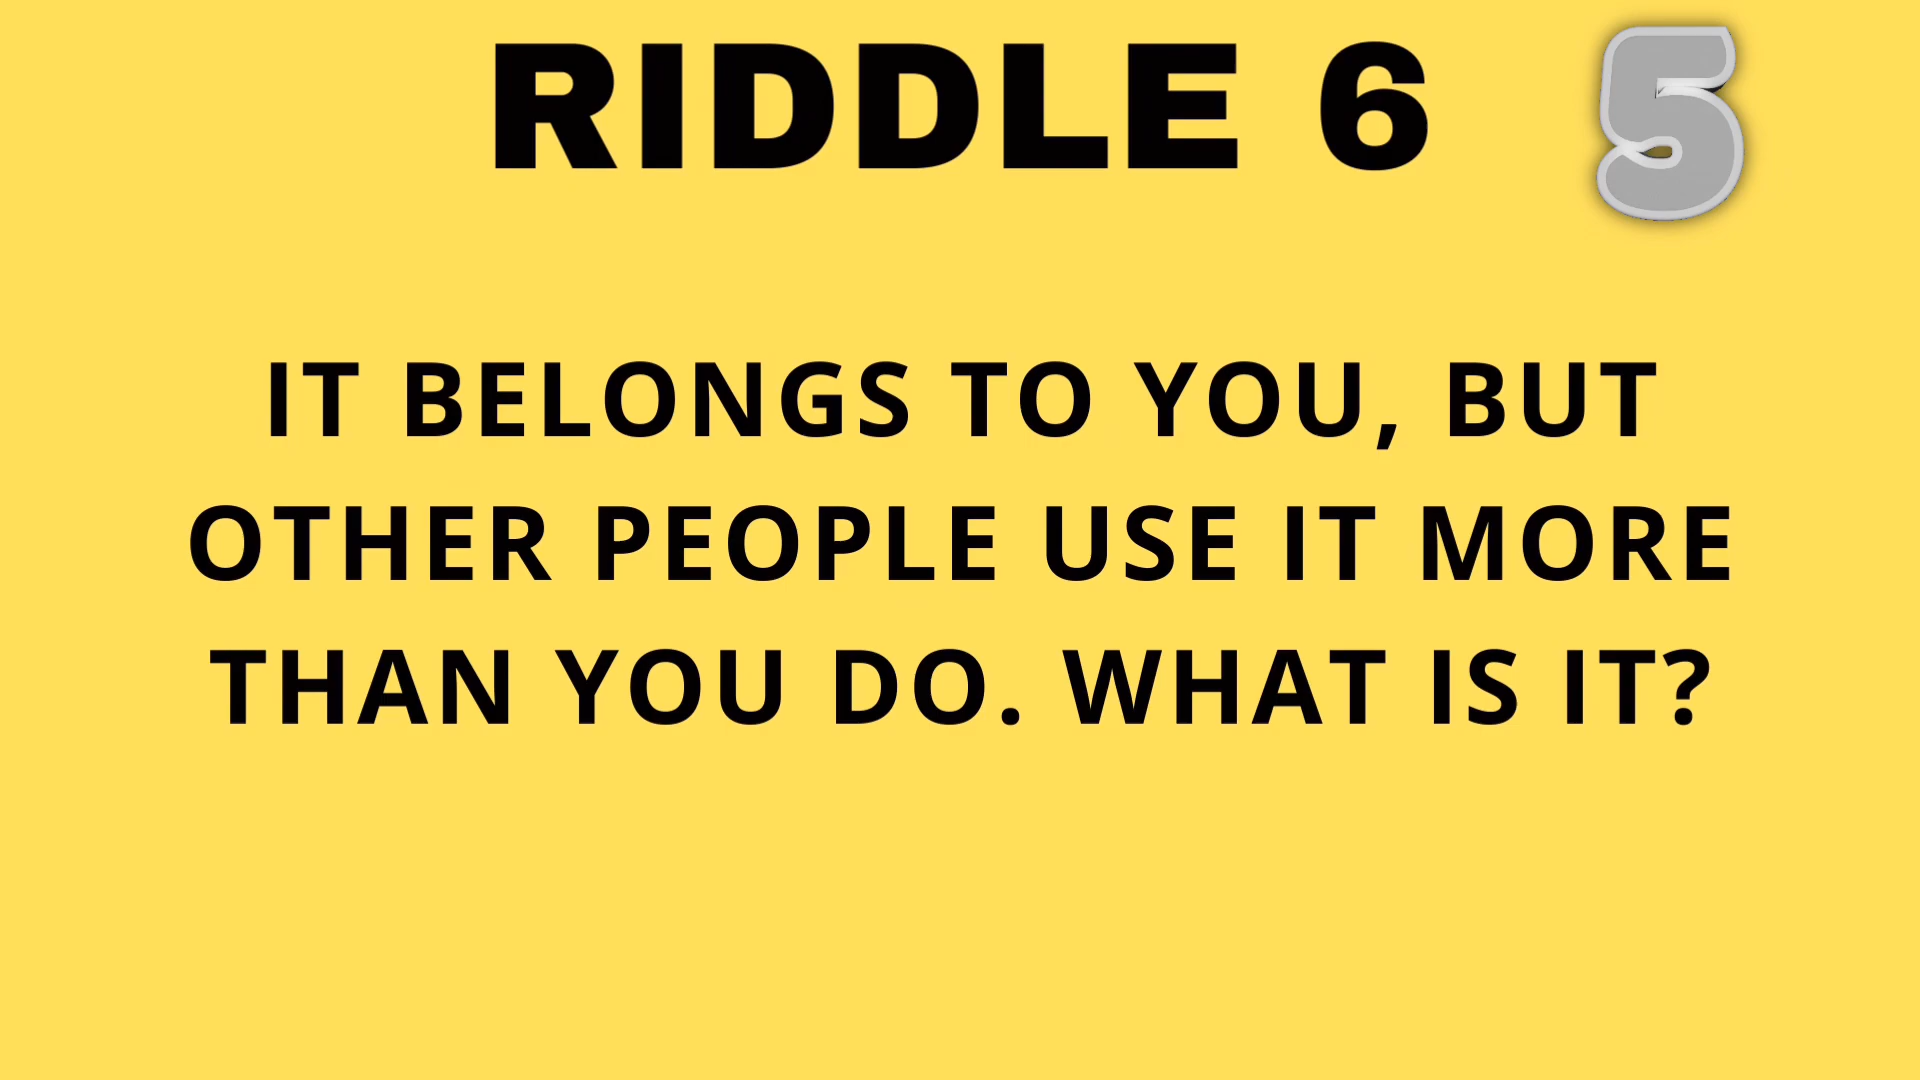 RIDDLE 6
5
IT BELONGS TO YOU, BUT
OTHER PEOPLE USE IT MORE
THAN YOU DO. WHAT IS IT?